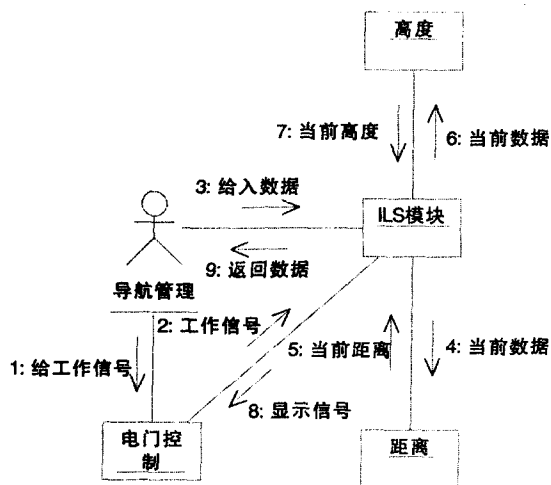 高度
7: 当前高度
6: 当前数据
3: 给入数据
ILS模块
9: 返回数据
导航管理
2: 工作信号
1: 给工作信号
5: 当前距离
4: 当前数据
8: 显示信号
电门控
制
距离